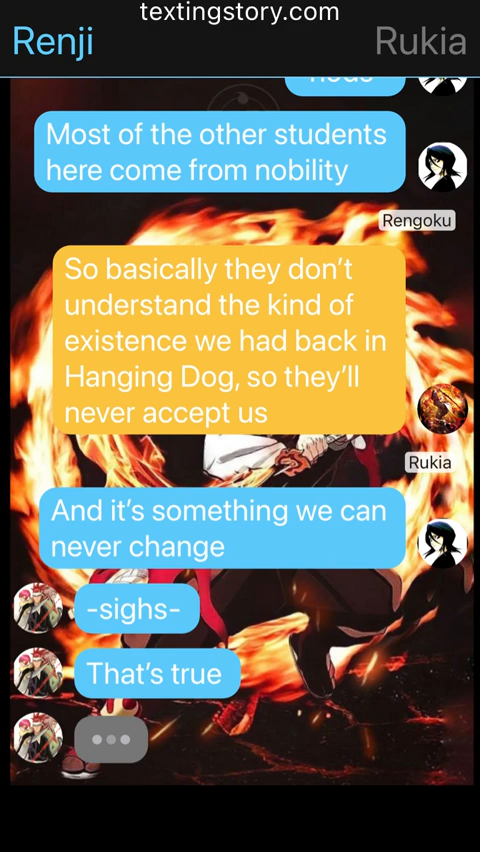 textingstory.com
Renji
Rukia
Most of the other students
here come from nobility
Rengoku
So basically they don’t
understand the kind of
existence we had back in
Hanging Dog, so they’ll
never accept us
Rukia
And it’s something we can
never change
-sighs-
That’s true